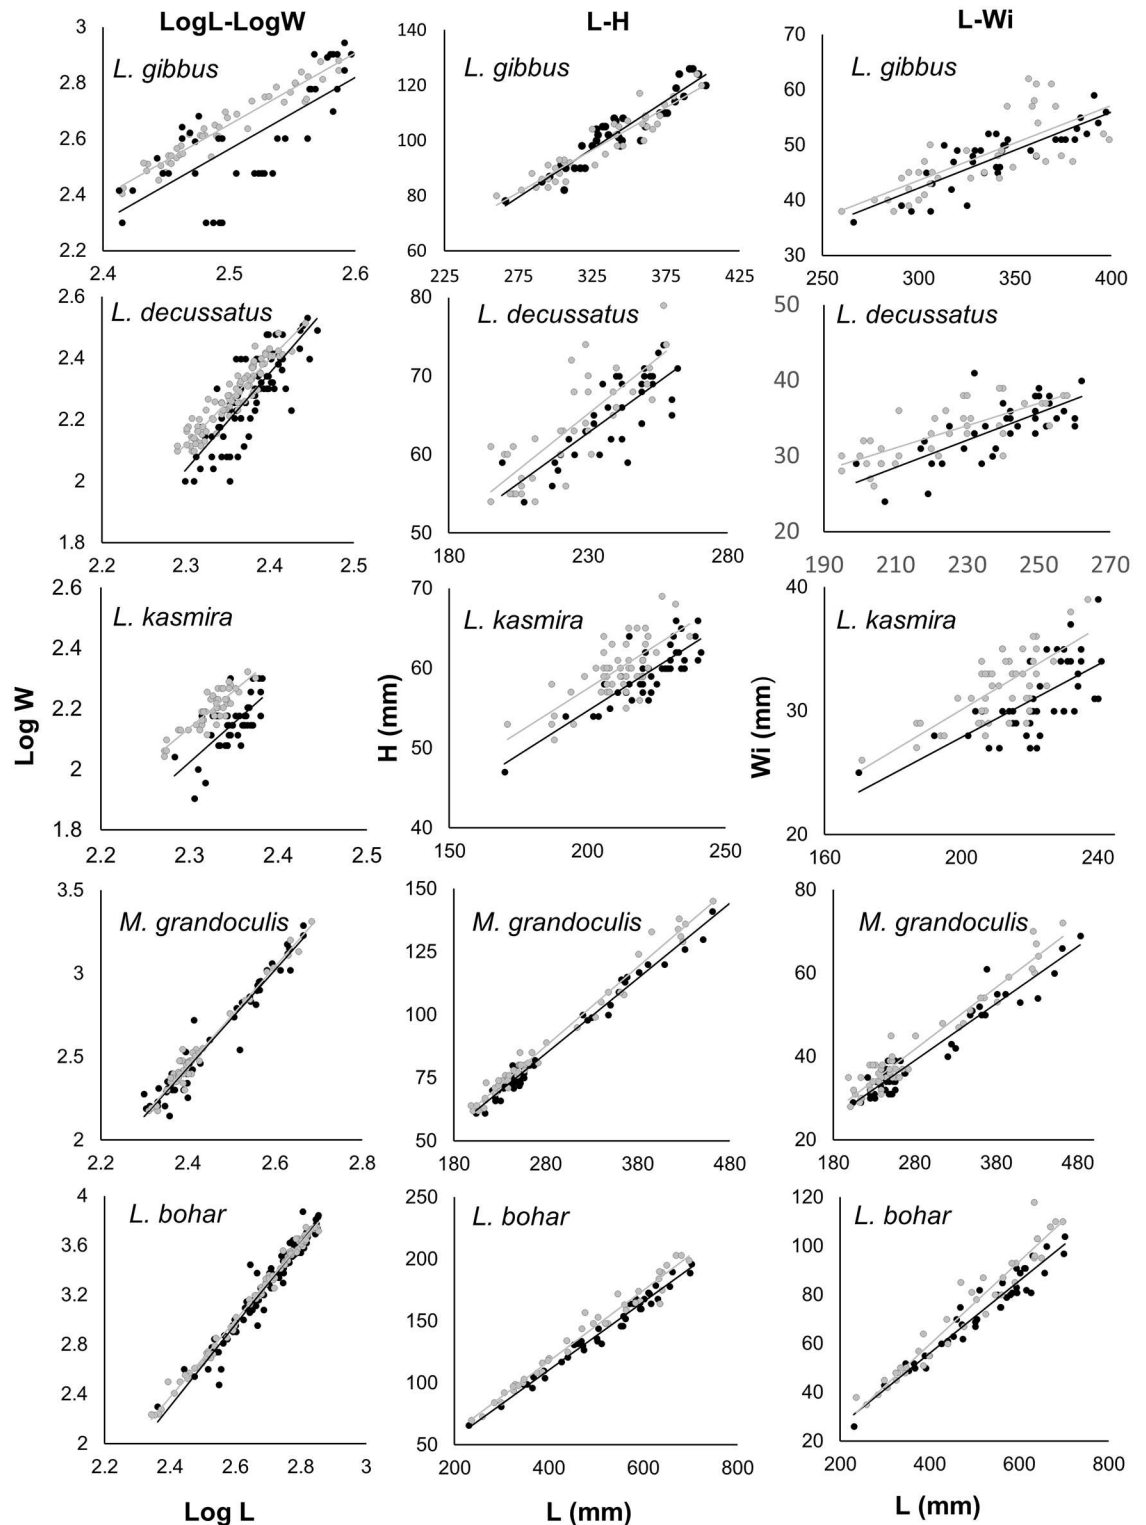 LogL-LogW L-H L-Wi
3 140 70
L. gibbus L. gibbus L. gibbus
2.8 120 60
2.6 100 50
2.4 80 40
2.2 60 30
2.4 2.5 2.6 225 275 325 375 425 250 300 350 400
2.6 80 50
L. decussatus L. decussatus L. decussatus
2.4 70 40
2.2
2 60 30
1.8 50 20
2.2 2.3 2.4 2.5 180 230 280 190 210 230 250 270
2.6 70 40
L. kasmira L. kasmira L. kasmira
2.4 60
2.2 30
2 50
1.8 40 20
2.2 2.3 2.4 2.5 150 200 250 160 200 240
Log W H (mm) Wi (mm)
3.5 150 80
M. grandoculis M. grandoculis M. grandoculis
3 125 60
2.5 100 40
75
2 50 20
2.2 2.4 2.6 2.8 180 280 380 480 180 280 380 480
4 250 120
L. bohar L. bohar L. bohar
3.6 200 100
3.2 80
2.8 150 60
2.4 100 40
2 50 20
2.2 2.4 2.6 2.8 3 200 400 600 800 200 400 600 800
Log L L (mm) L (mm)